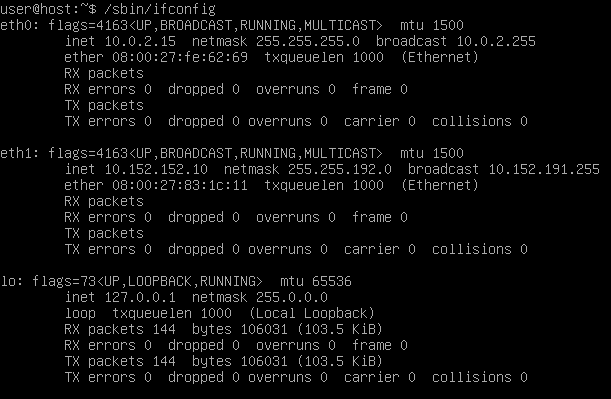 user@host:~$ /sbin/ifconfig
eth0: flags=4163<UP,BROADCAST,RUNNING,MULTICAST>  mtu 1500
        inet 10.0.2.15  netmask 255.255.255.0  broadcast 10.0.2.255
        ether 08:00:27:fe:62:69  txqueuelen 1000  (Ethernet)
        RX packets
        RX errors 0  dropped 0  overruns 0  frame 0
        TX packets
        TX errors 0  dropped 0 overruns 0  carrier 0  collisions 0

eth1: flags=4163<UP,BROADCAST,RUNNING,MULTICAST>  mtu 1500
        inet 10.152.152.10  netmask 255.255.192.0  broadcast 10.152.191.255
        ether 08:00:27:83:1c:11  txqueuelen 1000  (Ethernet)
        RX packets
        RX errors 0  dropped 0  overruns 0  frame 0
        TX packets
        TX errors 0  dropped 0 overruns 0  carrier 0  collisions 0

lo: flags=73<UP,LOOPBACK,RUNNING>  mtu 65536
        inet 127.0.0.1  netmask 255.0.0.0
        loop  txqueuelen 1000  (Local Loopback)
        RX packets 144  bytes 106031 (103.5 KiB)
        RX errors 0  dropped 0  overruns 0  frame 0
        TX packets 144  bytes 106031 (103.5 KiB)
        TX errors 0  dropped 0 overruns 0  carrier 0  collisions 0